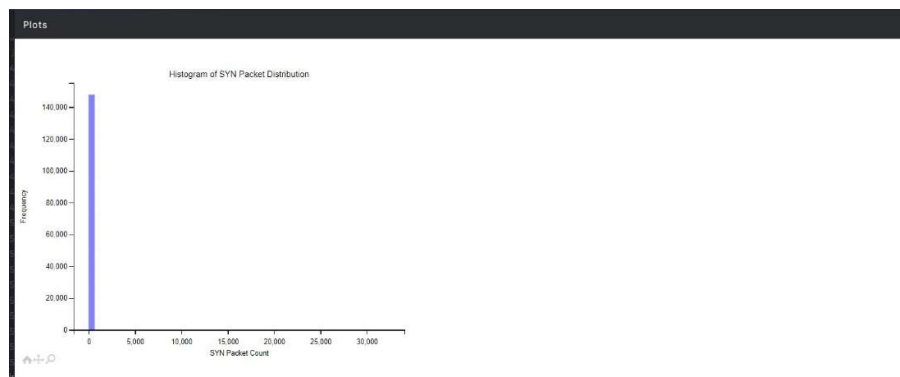 Plots
Histogram of SYN Packet Distribution
140,000
120,000
100,000
80,000
60,000
40,000
20,000
0
Frequency
0 5,000 10,000 15,000 20,000 25,000 30,000
SYN Packet Count